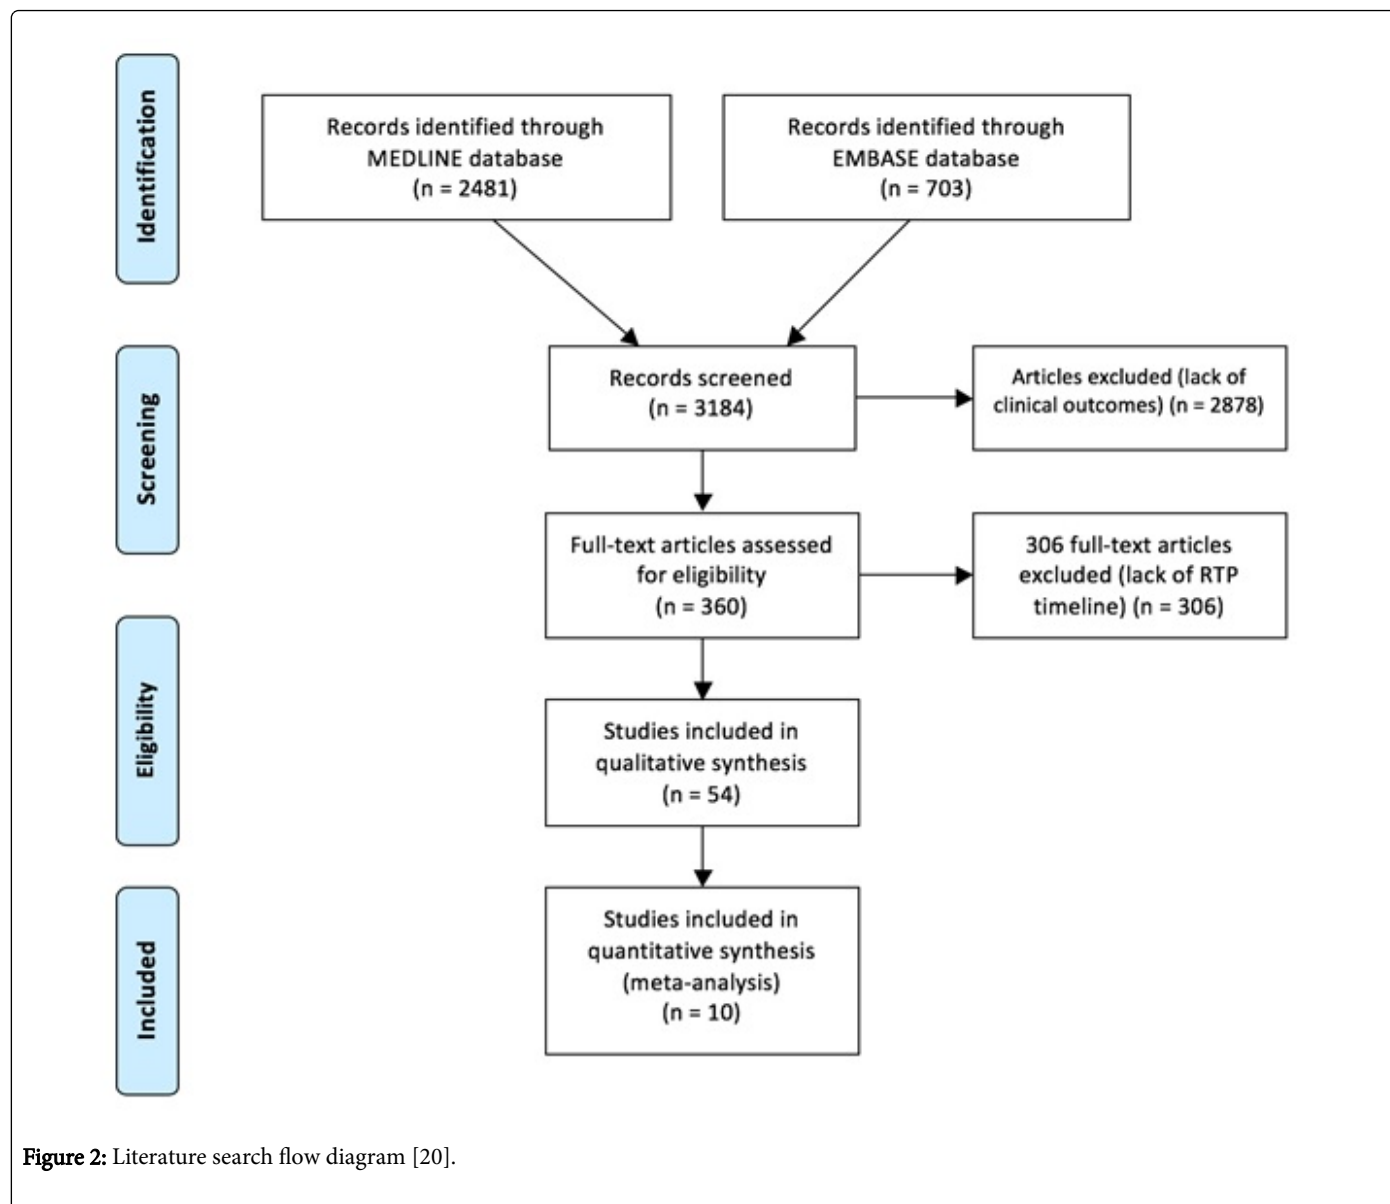 Identification
Records identified through
MEDLINE database
(n = 2481)
Records identified through
EMBASE database
(n = 703)
Screening
Records screened
(n = 3184)
Articles excluded (lack of
clinical outcomes) (n = 2878)
Full-text articles assessed
for eligibility
(n = 360)
306 full-text articles
excluded (lack of RTP
timeline) (n = 306)
Eligibility
Studies included in
qualitative synthesis
(n = 54)
Included
Studies included in
quantitative synthesis
(meta-analysis)
(n = 10)
Figure 2: Literature search flow diagram [20].